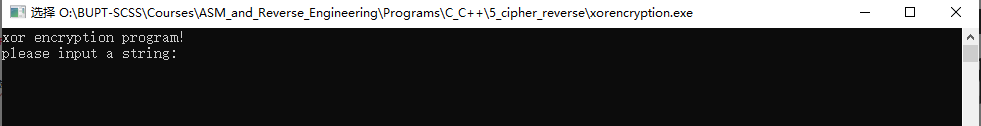 选择 O:\BUPT-SCSS\Courses\ASM_and_Reverse_Engineering\Programs\C_C++\5_cipher_reverse\xorencryption.exe
xor encryption program!
please input a string: